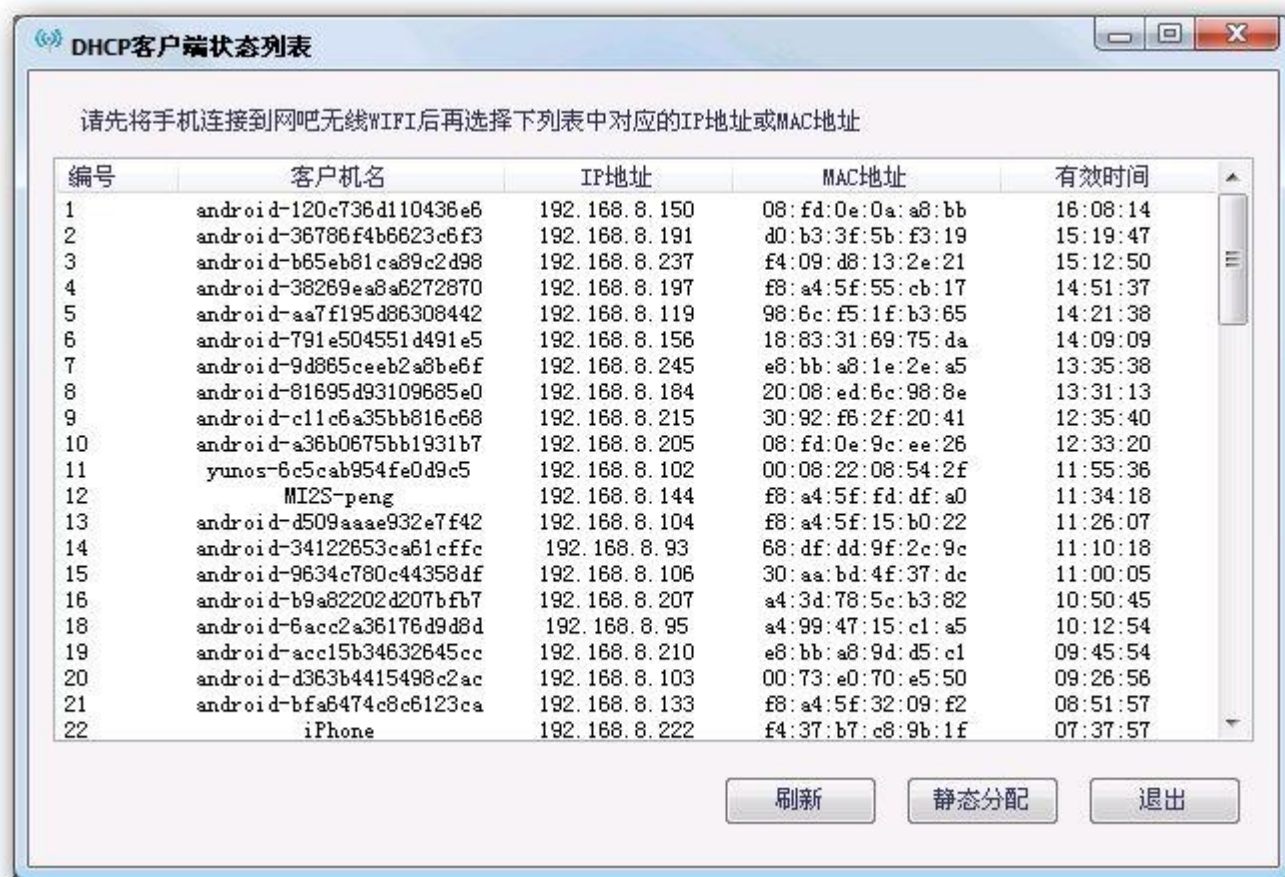 DHCP客户端状态列表
请先将手机连接到网吧无线WIFI后再选择下列表中对应的IP地址或MAC地址
编号 客户机名 IP地址 MAC地址 有效时间
1 android-120c736d110436e6 192.168.8.150 08:fd:0e:0a:a8:bb 16:08:14
2 android-36786f4b6623c6f3 192.168.8.191 d0:b3:3f:5b:f3:19 15:19:47
3 android-b65eb81ca89c2d98 192.168.8.237 f4:09:d8:13:2e:21 15:12:50
4 android-38269ea8a6272870 192.168.8.197 f8:a4:5f:55:cb:17 14:51:37
5 android-aa7f195d86308442 192.168.8.119 98:6c:f5:1f:b3:65 14:21:38
6 android-791e504551d491e5 192.168.8.156 18:83:31:69:75:da 14:09:09
7 android-9d865ceeb2a8be6f 192.168.8.245 e8:bb:a8:1e:2e:a5 13:35:38
8 android-81695d93109685e0 192.168.8.184 20:08:ed:6c:98:8e 13:31:13
9 android-c11c6a35bb816c68 192.168.8.215 30:92:f6:2f:20:41 12:35:40
10 android-a36b0675bb1931b7 192.168.8.205 08:fd:0e:9c:ee:26 12:33:20
11 yunos-6c5cab954fe0d9c5 192.168.8.102 00:08:22:08:54:2f 11:55:36
12 MI2S-peng 192.168.8.144 f8:a4:5f:fd:df:a0 11:34:18
13 android-d509aaae932e7f42 192.168.8.104 f8:a4:5f:15:b0:22 11:26:07
14 android-34122653ca61cffc 192.168.8.93 68:df:dd:9f:2c:9c 11:10:18
15 android-9634c780c44358df 192.168.8.106 30:aa:bd:4f:37:dc 11:00:05
16 android-b9a82202d207bfb7 192.168.8.207 a4:3d:78:5c:b3:82 10:50:45
18 android-6acc2a36176d9d8d 192.168.8.95 a4:99:47:15:c1:a5 10:12:54
19 android-acc15b34632645cc 192.168.8.210 e8:bb:a8:9d:d5:c1 09:45:54
20 android-d363b4415498c2ac 192.168.8.103 00:73:e0:70:e5:50 09:26:56
21 android-bfa6474c8c6123ca 192.168.8.133 f8:a4:5f:32:09:f2 08:51:57
22 iPhone 192.168.8.222 f4:37:b7:c8:9b:1f 07:37:57
刷新 静态分配 退出